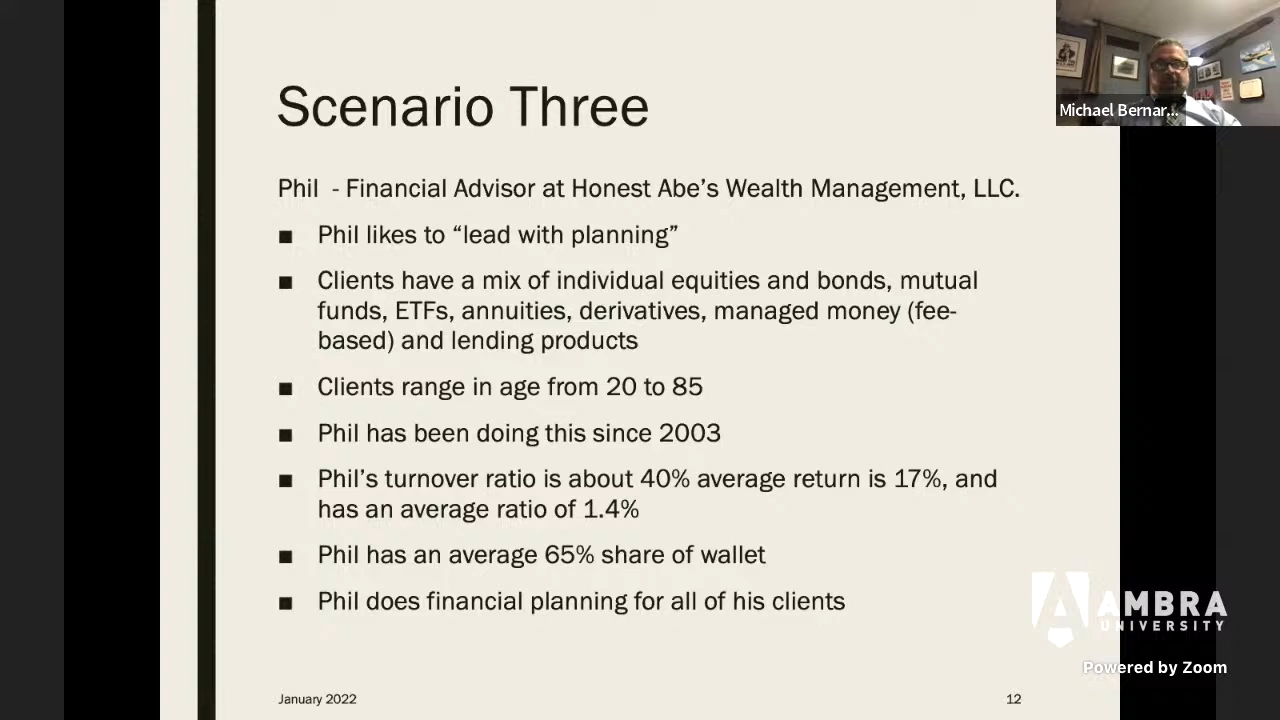 Scenario Three
Phil - Financial Advisor at Honest Abe’s Wealth Management, LLC.
■ Phil likes to “lead with planning”
■ Clients have a mix of individual equities and bonds, mutual
funds, ETFs, annuities, derivatives, managed money (fee-
based) and lending products
■ Clients range in age from 20 to 85
■ Phil has been doing this since 2003
■ Phil’s turnover ratio is about 40% average return is 17%, and
has an average ratio of 1.4%
■ Phil has an average 65% share of wallet
■ Phil does financial planning for all of his clients
January 2022
12
Michael Bernar...
AMBRA
UNIVERSITY
Powered by Zoom